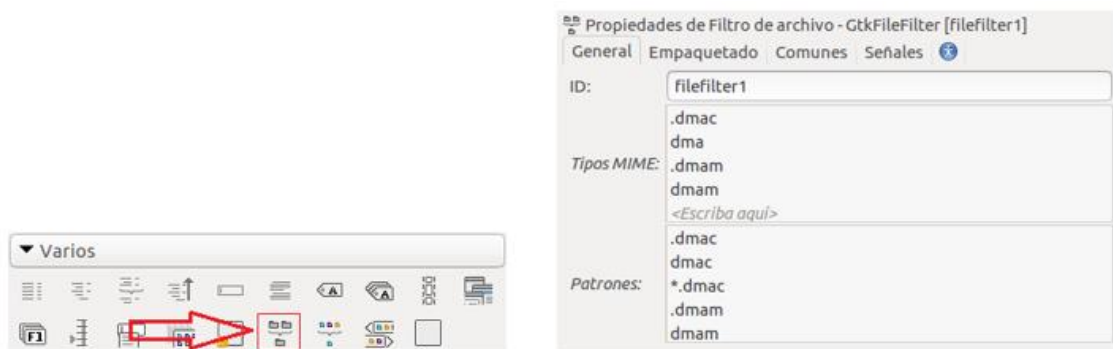 Varios
Propiedades de Filtro de archivo - GtkFileFilter [filefilter1]
General Empaquetado Comunes Señales
ID: filefilter1
Tipos MIME:
.dmac
dma
.dmam
dmam
<Escriba aquí>
Patrones:
.dmac
dmac
*.dmac
.dmam
dmam